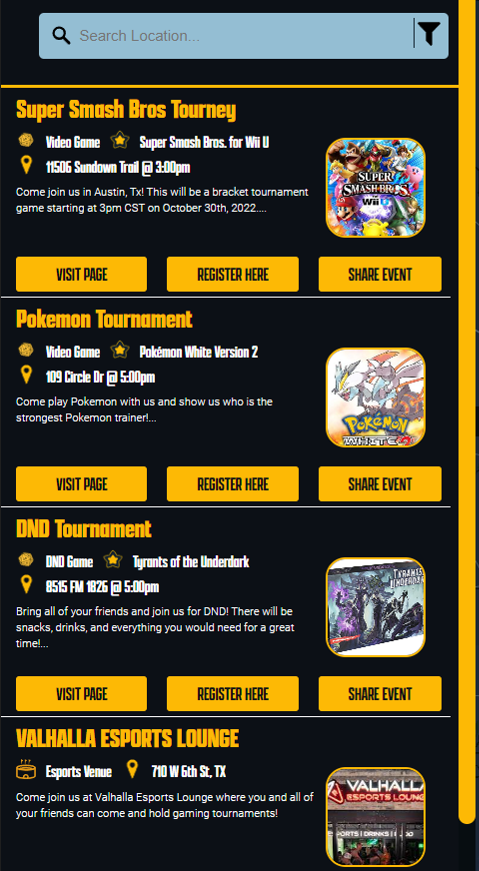 Search Location...
Super Smash Bros Tourney
Video Game Super Smash Bros. for Wii U
11506 Sundown Trail @ 3:00pm
Come join us in Austin, Tx! This will be a bracket tournament
game starting at 3pm CST on October 30th, 2022....
SUPER
SMASH BROS.
Wii U
VISIT PAGE REGISTER HERE SHARE EVENT
Pokemon Tournament
Video Game Pokémon White Version 2
109 Circle Dr @ 5:00pm
Come play Pokemon with us and show us who is the
strongest Pokemon trainer!...
POKéMON
WHITE
VISIT PAGE REGISTER HERE SHARE EVENT
DND Tournament
DND Game Tyrants of the Underdark
8515 FM 1826 @ 5:00pm
Bring all of your friends and join us for DND! There will be
snacks, drinks, and everything you would need for a great
time!...
TYRANTS
UNDERDARK
VISIT PAGE REGISTER HERE SHARE EVENT
VALHALLA ESPORTS LOUNGE
Esports Venue 710 W 6th St, TX
Come join us at Valhalla Esports Lounge where you and all of
your friends can come and hold gaming tournaments!
VALHALLA
ESPORTS LOUNG
PORTS | DRINKS |